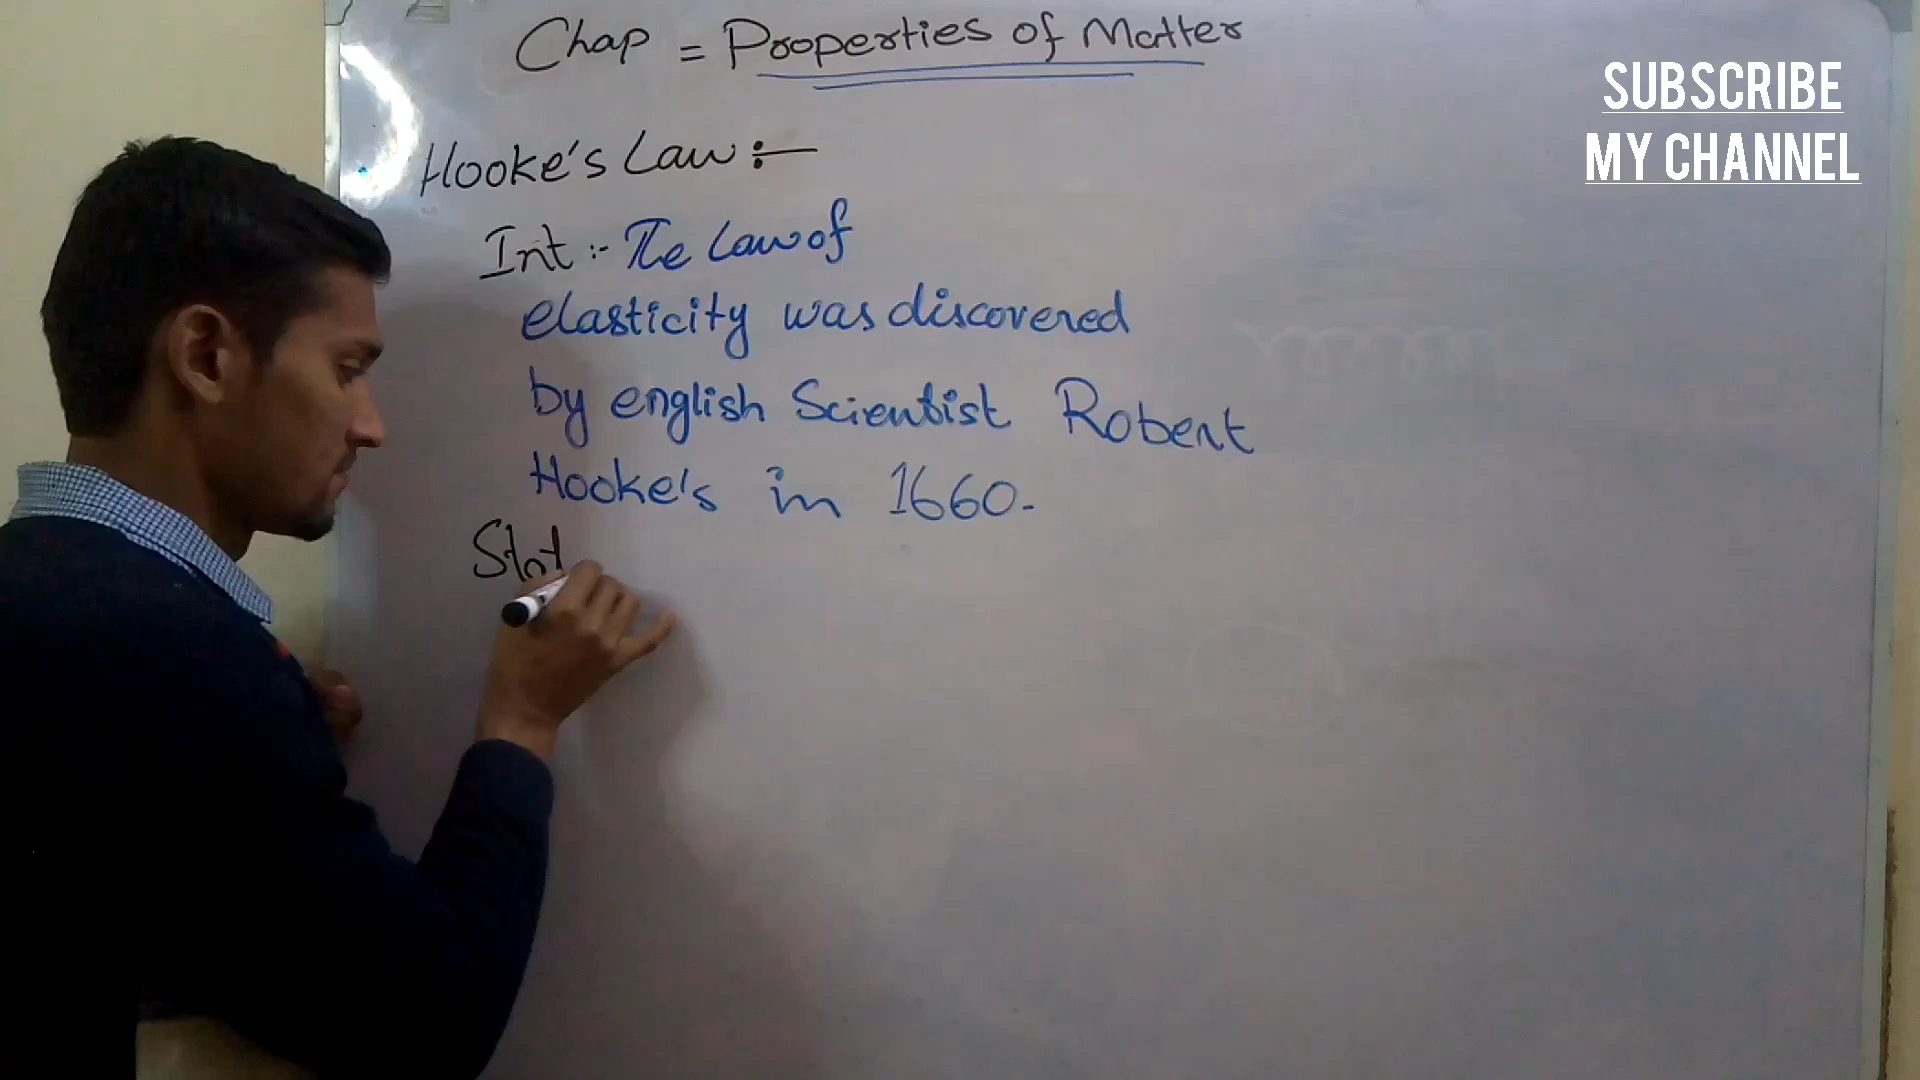 Chap = Properties of Matter
SUBSCRIBE
MY CHANNEL
Hooke's Law :—
Int :- The Law of
elasticity was discovered
by english Scientist Robert
Hooke's in 1660.
Stat